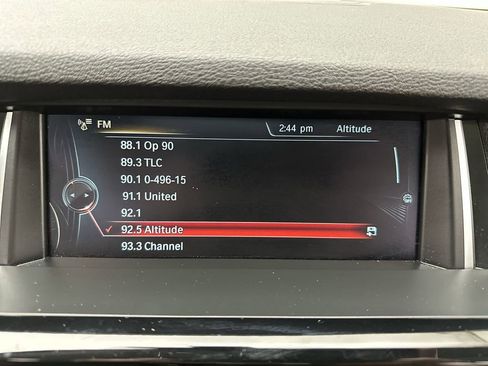 FM 2:44 pm Altitude
88.1 Op 90
89.3 TLC
90.1 0-496-15
91.1 United
92.1
92.5 Altitude
93.3 Channel